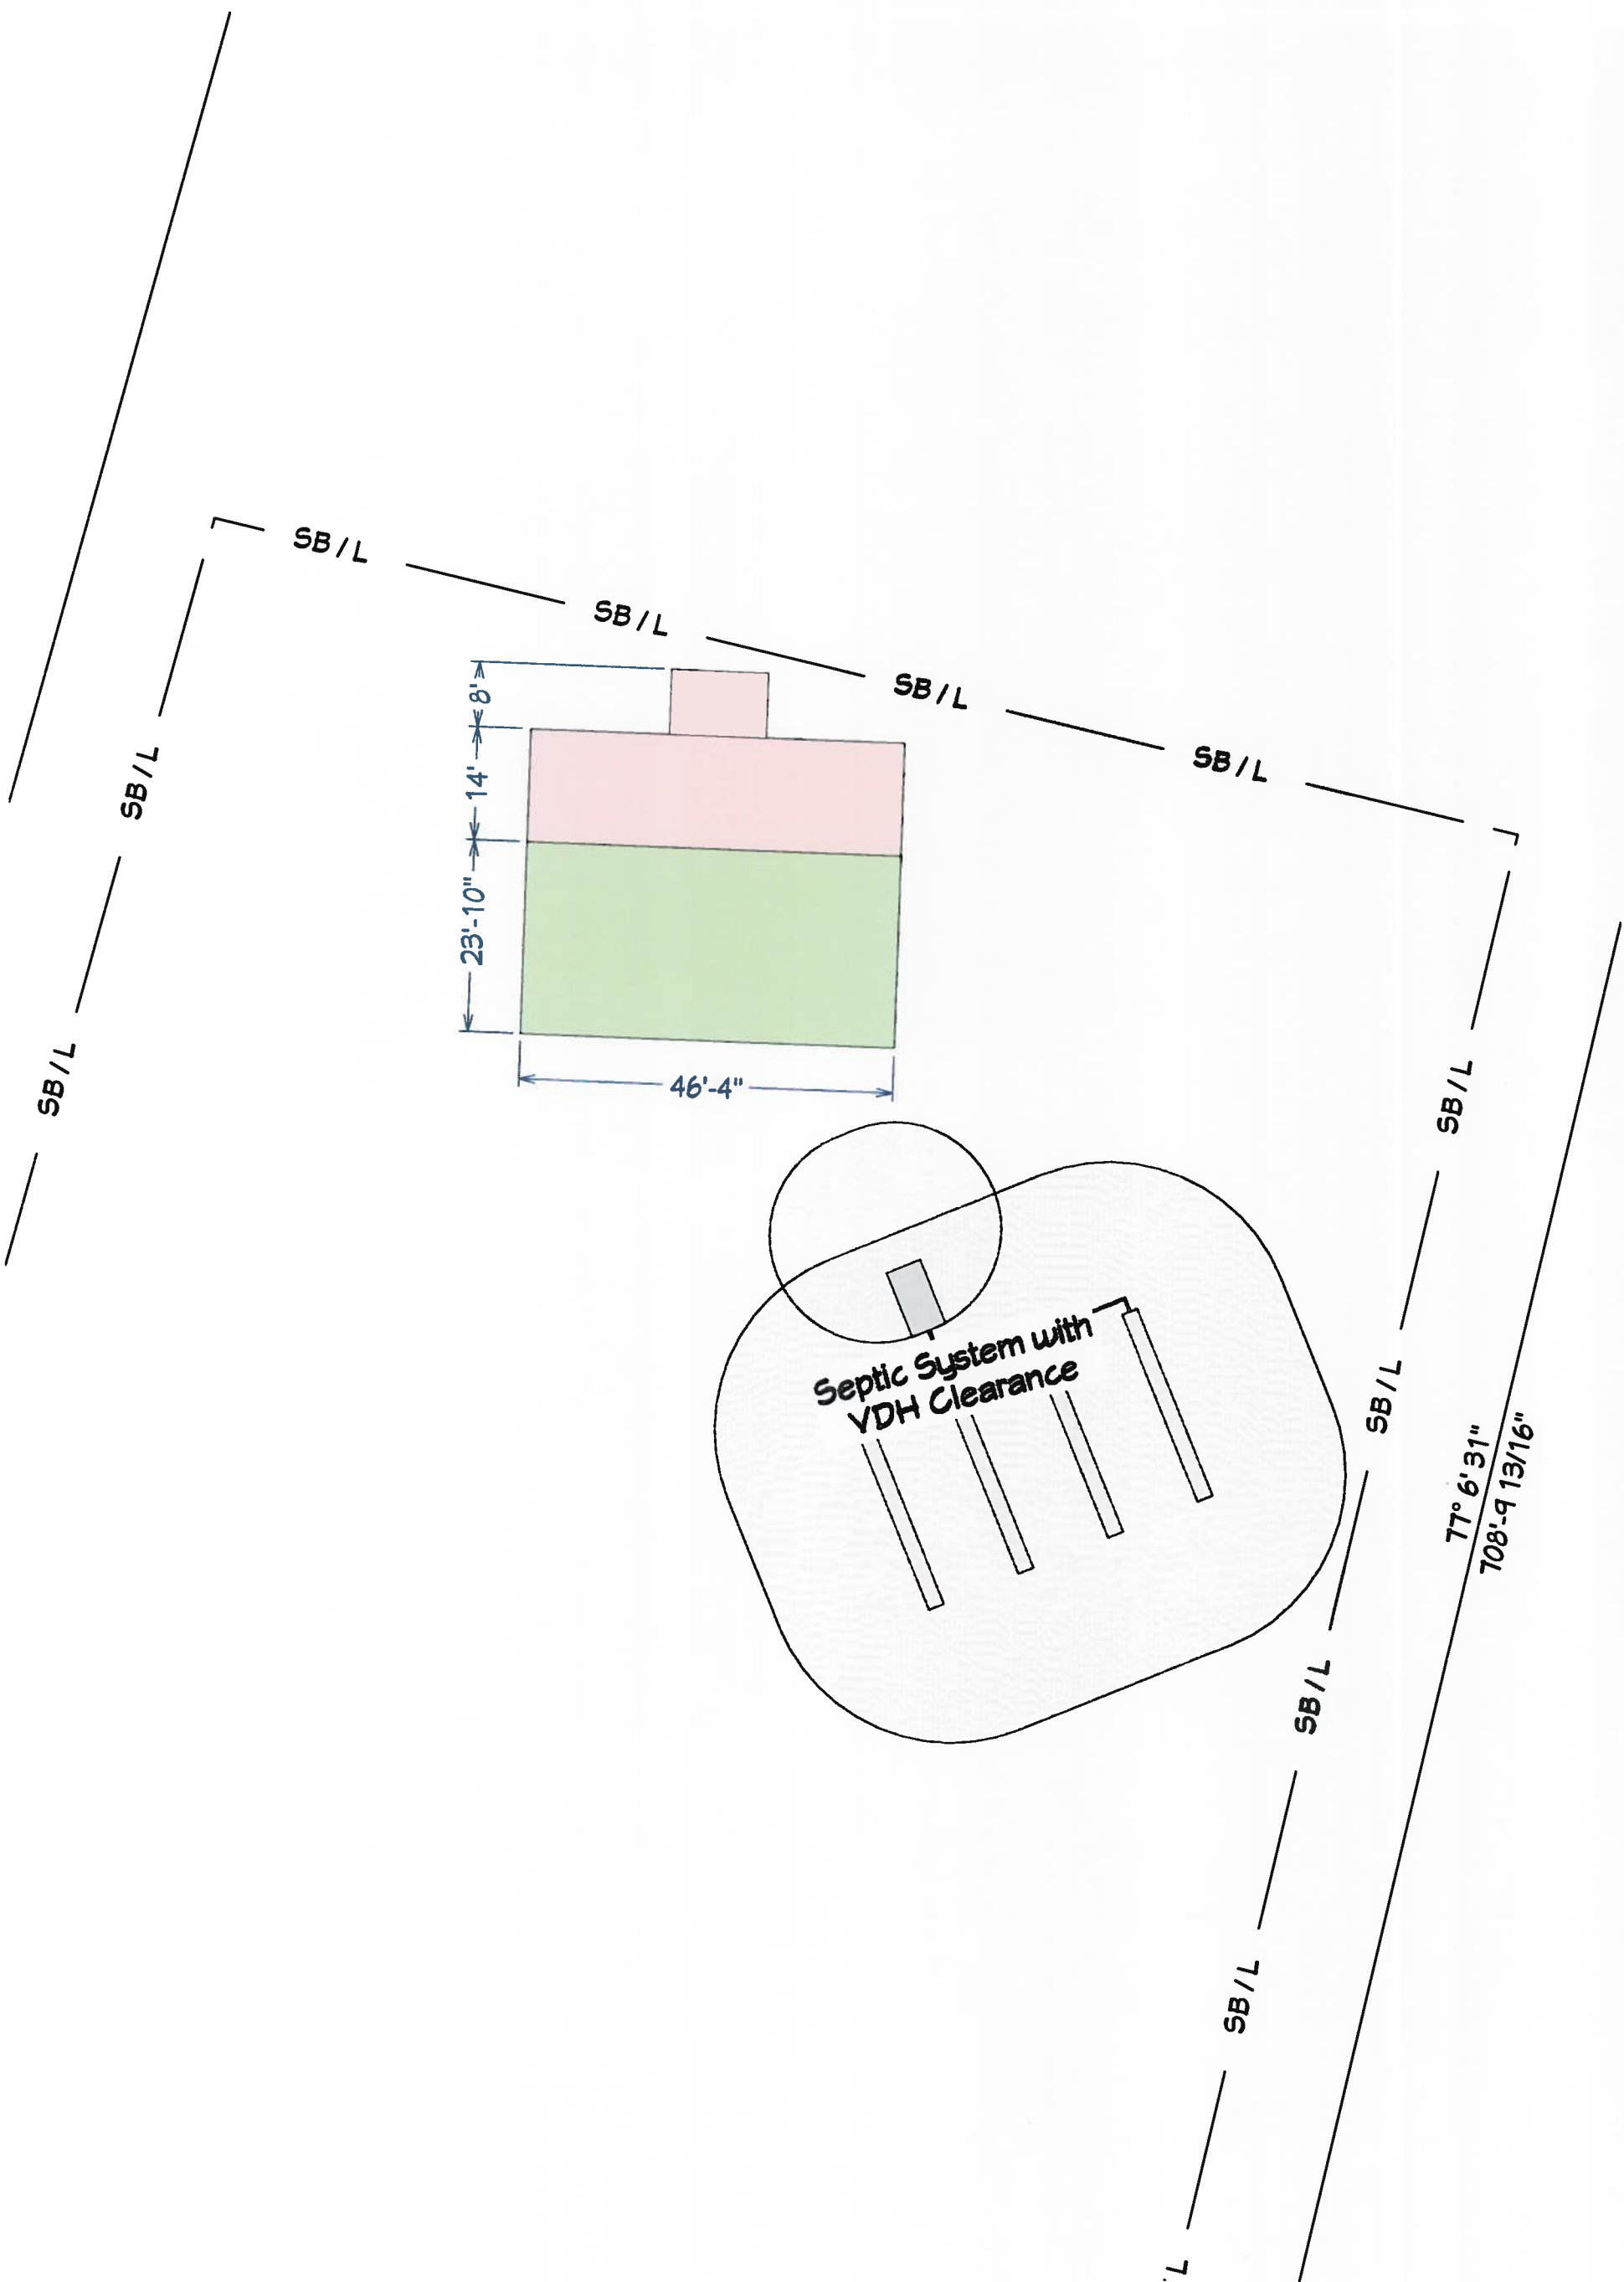 SB/L
SB/L
SB/L
SB/L
8'
14'
23'-10"
46'-4"
SB/L
SB/L
SB/L
SB/L
SB/L
SB/L
L
Septic System with
VDH Clearance
77° 6' 31"
708'-9 13/16"